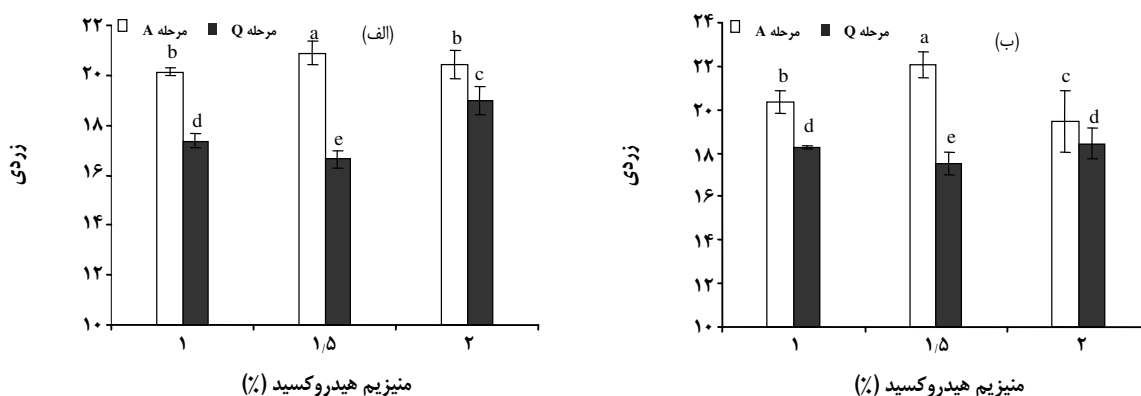 مرحله A مرحله Q
(الف)
۲۲
۲۰
۱۸
۱۶
۱۴
۱۲
۱۰
زردی
b d a e b c
۱ ۱٫۵ ۲
منیزیم هیدروکسید (٪)
مرحله A مرحله Q
(ب)
۲۴
۲۲
۲۰
۱۸
۱۶
۱۴
۱۲
۱۰
زردی
b d a e c d
۱ ۱٫۵ ۲
منیزیم هیدروکسید (٪)